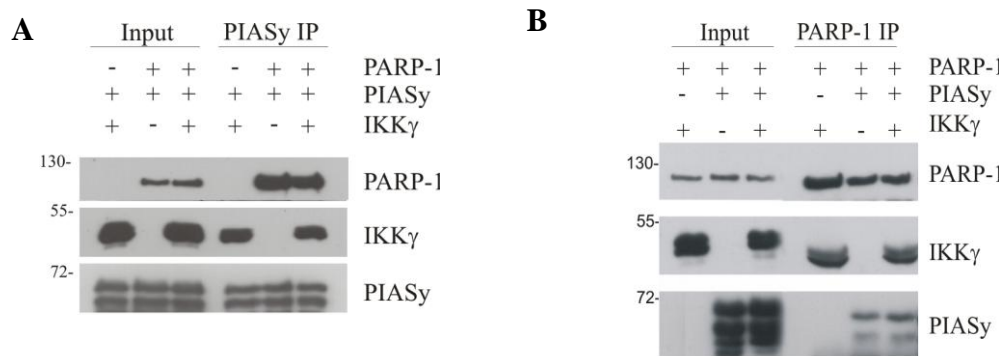 A
Input PIASy IP
- + + - + + PARP-1
+ + + + + + PIASy
+ - + + - + IKKγ
130- PARP-1
55- IKKγ
72- PIASy
B
Input PARP-1 IP
+ + + + + + PARP-1
- + + - + + PIASy
+ - + + - + IKKγ
130- PARP-1
55- IKKγ
72- PIASy